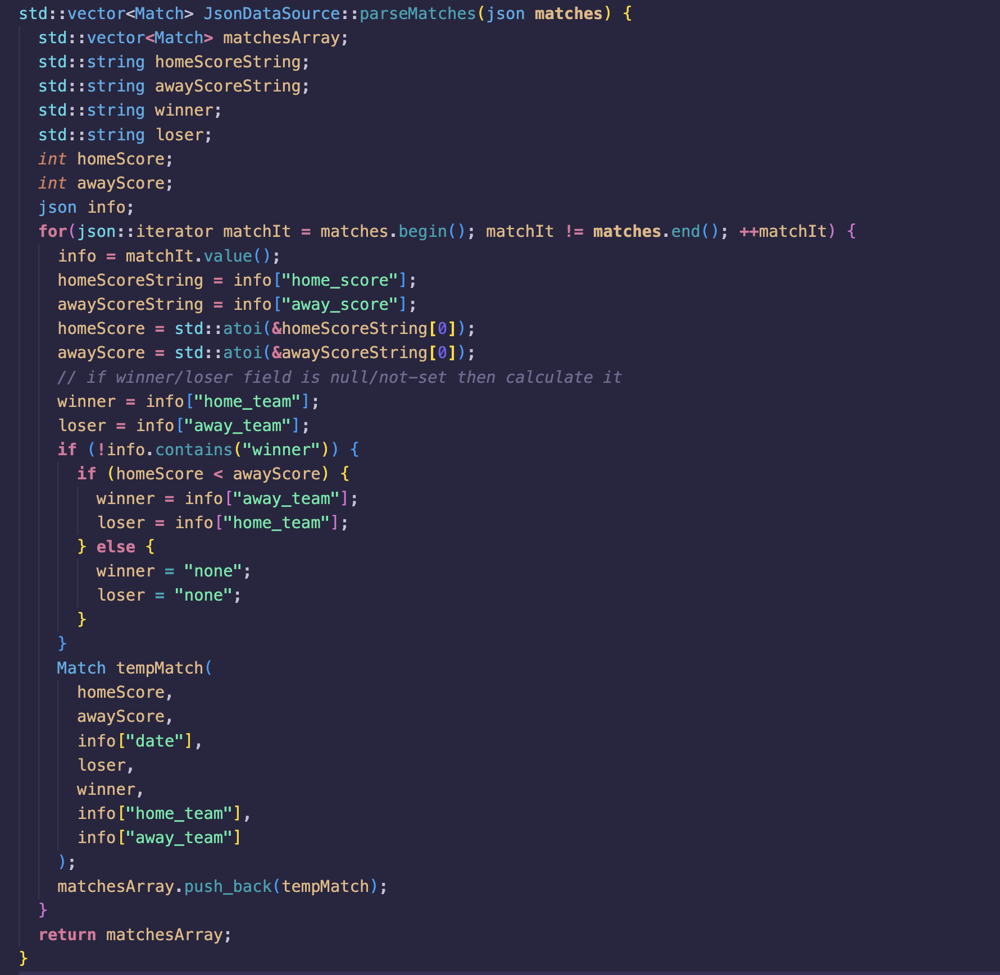 std::vector<Match> JsonDataSource::parseMatches(json matches) {
  std::vector<Match> matchesArray;
  std::string homeScoreString;
  std::string awayScoreString;
  std::string winner;
  std::string loser;
  int homeScore;
  int awayScore;
  json info;
  for(json::iterator matchIt = matches.begin(); matchIt != matches.end(); ++matchIt) {
    info = matchIt.value();
    homeScoreString = info["home_score"];
    awayScoreString = info["away_score"];
    homeScore = std::atoi(&homeScoreString[0]);
    awayScore = std::atoi(&awayScoreString[0]);
    // if winner/loser field is null/not-set then calculate it
    winner = info["home_team"];
    loser = info["away_team"];
    if (!info.contains("winner")) {
      if (homeScore < awayScore) {
        winner = info["away_team"];
        loser = info["home_team"];
      } else {
        winner = "none";
        loser = "none";
      }
    }
    Match tempMatch(
      homeScore,
      awayScore,
      info["date"],
      loser,
      winner,
      info["home_team"],
      info["away_team"]
    );
    matchesArray.push_back(tempMatch);
  }
  return matchesArray;
}